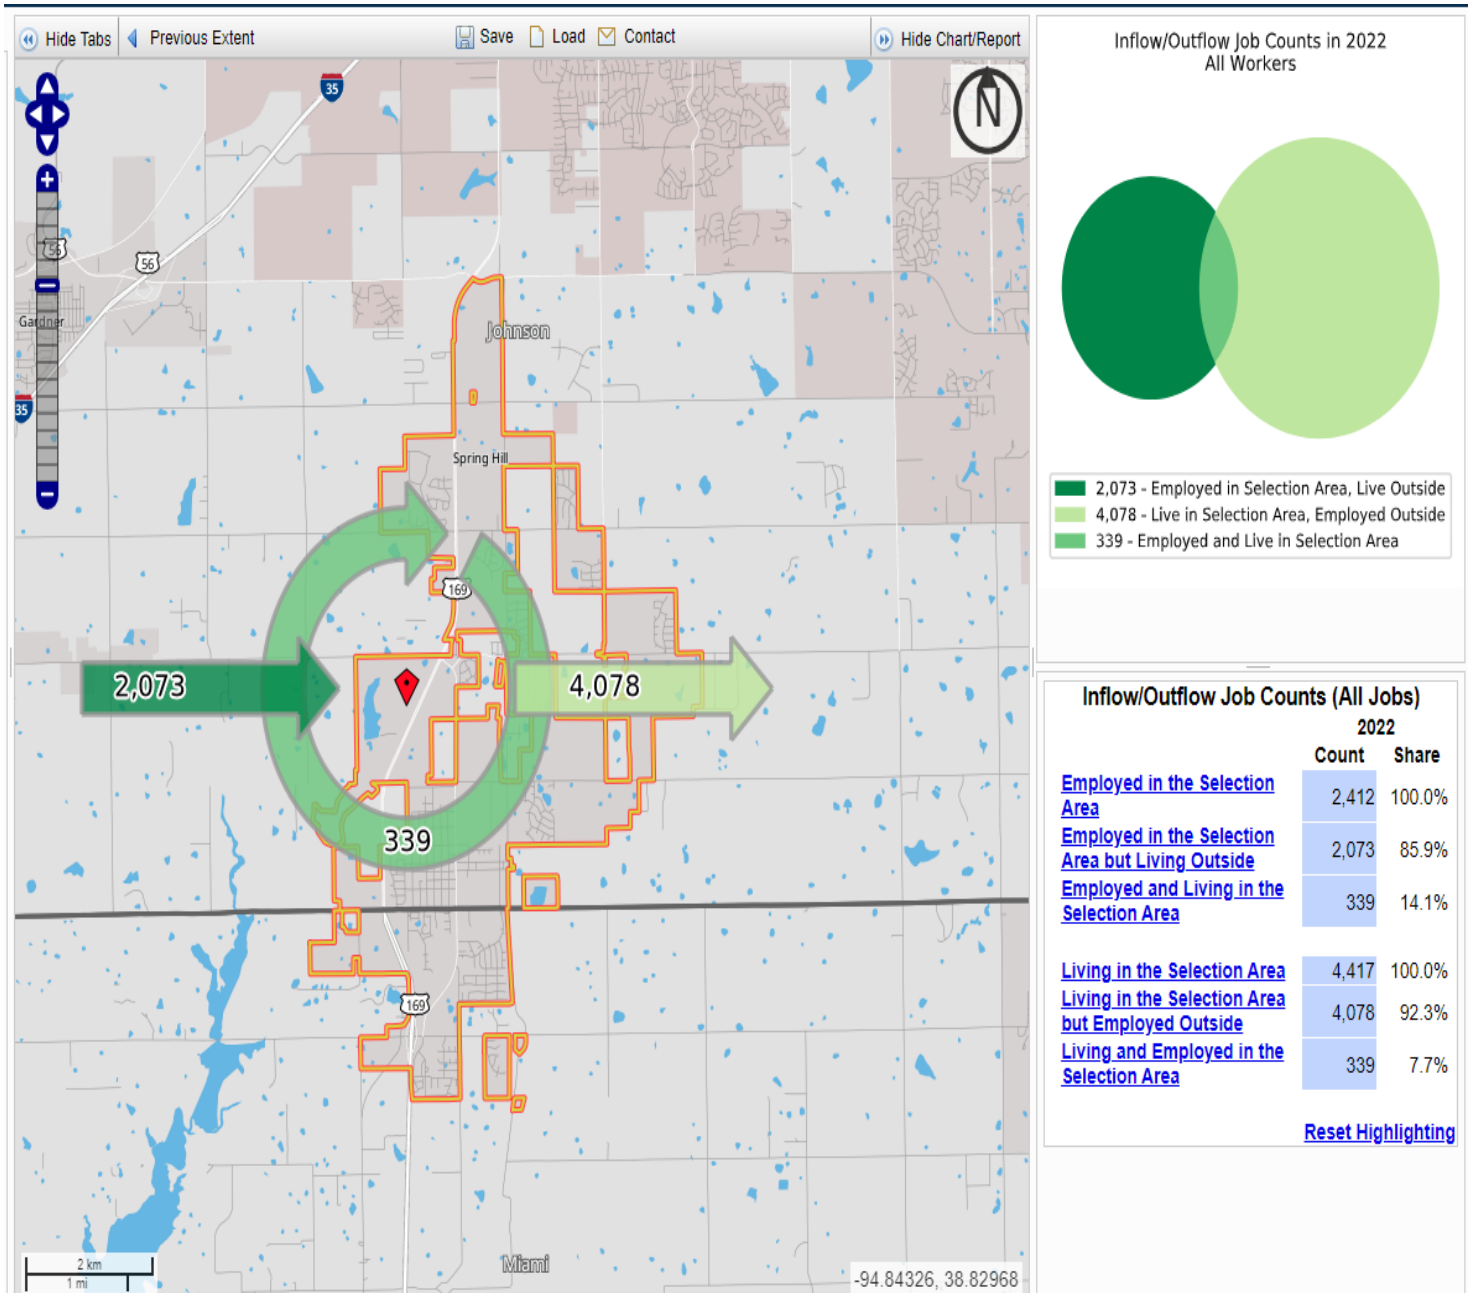 Hide Tabs
Previous Extent
Save
Load
Contact
Hide Chart/Report
N
35
56
56
Gardner
35
Johnson
Spring Hill
169
2,073
4,078
339
169
2 km
1 mi
Miami
-94.84326, 38.82968
Inflow/Outflow Job Counts in 2022
All Workers
2,073 - Employed in Selection Area, Live Outside
4,078 - Live in Selection Area, Employed Outside
339 - Employed and Live in Selection Area
Inflow/Outflow Job Counts (All Jobs)
2022
Count Share
Employed in the Selection
Area 2,412 100.0%
Employed in the Selection
Area but Living Outside 2,073 85.9%
Employed and Living in the
Selection Area 339 14.1%
Living in the Selection Area 4,417 100.0%
Living in the Selection Area
but Employed Outside 4,078 92.3%
Living and Employed in the
Selection Area 339 7.7%
Reset Highlighting